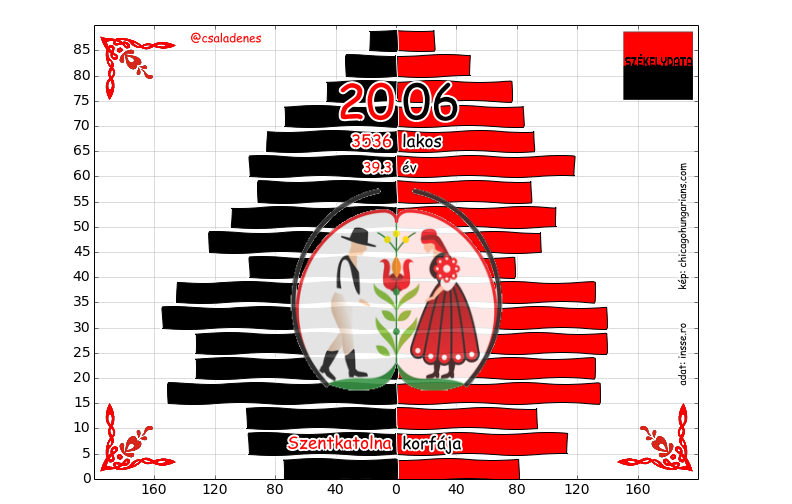 @csaladenes
SZÉKELYDATA
2006
3536 lakos
39.3 év
kép: chicagohungarians.com
adat: insse.ro
Szentkatolna korfája
85
80
75
70
65
60
55
50
45
40
35
30
25
20
15
10
5
0
160 120 80 40 0 40 80 120 160